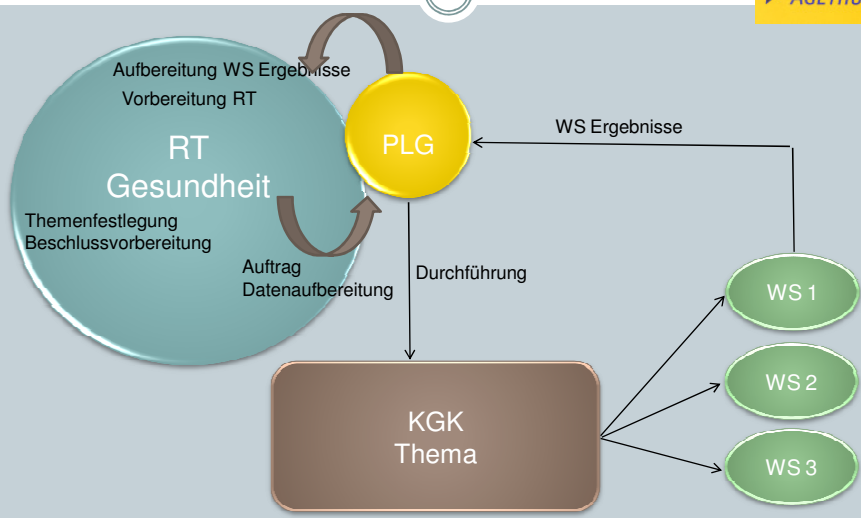 Aufbereitung WS Ergebnisse
Vorbereitung RT
RT
Gesundheit
Themenfestlegung
Beschlussvorbereitung
Auftrag
Datenaufbereitung
PLG
WS Ergebnisse
Durchführung
KGK
Thema
WS 1
WS 2
WS 3